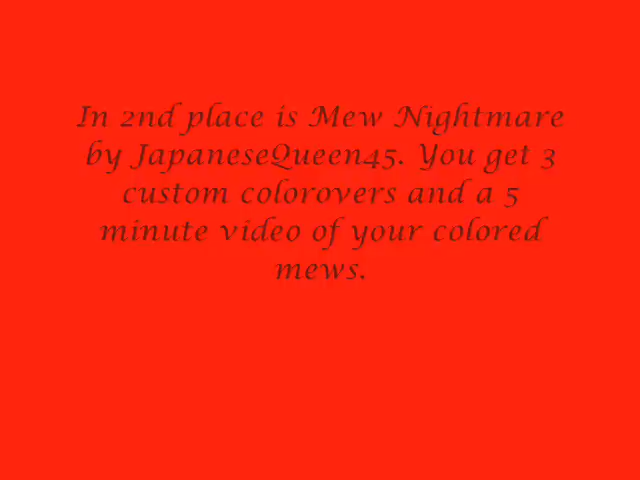 In 2nd place is Mew Nightmare
by JapaneseQueen45. You get 3
custom colorovers and a 5
minute video of your colored
mews.